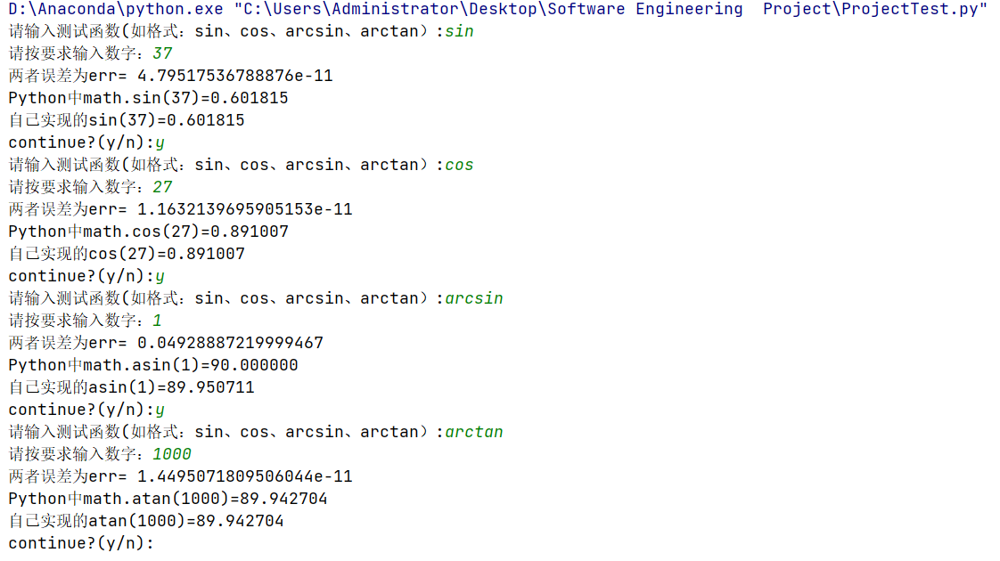 D:\Anaconda\python.exe "C:\Users\Administrator\Desktop\Software Engineering  Project\ProjectTest.py"
请输入测试函数(如格式：sin、cos、arcsin、arctan）:sin
请按要求输入数字：37
两者误差为err= 4.79517536788876e-11
Python中math.sin(37)=0.601815
自己实现的sin(37)=0.601815
continue?(y/n):y
请输入测试函数(如格式：sin、cos、arcsin、arctan）:cos
请按要求输入数字：27
两者误差为err= 1.1632139695905153e-11
Python中math.cos(27)=0.891007
自己实现的cos(27)=0.891007
continue?(y/n):y
请输入测试函数(如格式：sin、cos、arcsin、arctan）:arcsin
请按要求输入数字：1
两者误差为err= 0.04928887219999467
Python中math.asin(1)=90.000000
自己实现的asin(1)=89.950711
continue?(y/n):y
请输入测试函数(如格式：sin、cos、arcsin、arctan）:arctan
请按要求输入数字：1000
两者误差为err= 1.4495071809506044e-11
Python中math.atan(1000)=89.942704
自己实现的atan(1000)=89.942704
continue?(y/n):